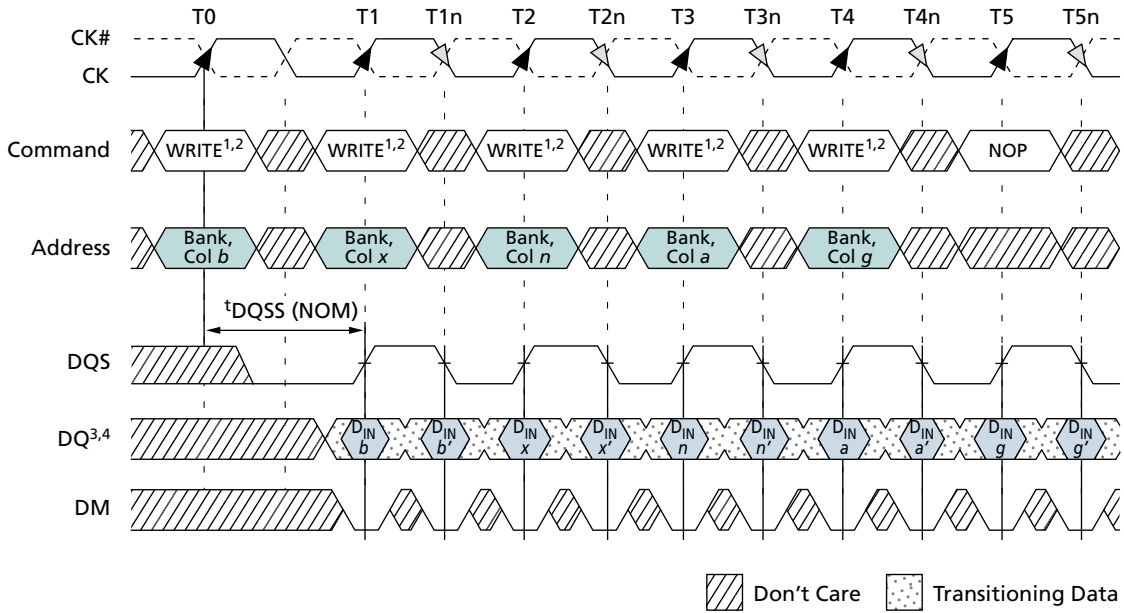 T0 T1 T1n T2 T2n T3 T3n T4 T4n T5 T5n
CK#
CK
Command WRITE1,2 WRITE1,2 WRITE1,2 WRITE1,2 WRITE1,2 NOP
Address Bank, Col b Bank, Col x Bank, Col n Bank, Col a Bank, Col g
tDQSS (NOM)
DQS
DQ3,4 DIN b DIN b' DIN x DIN x' DIN n DIN n' DIN a DIN a' DIN g DIN g'
DM
Don't Care Transitioning Data